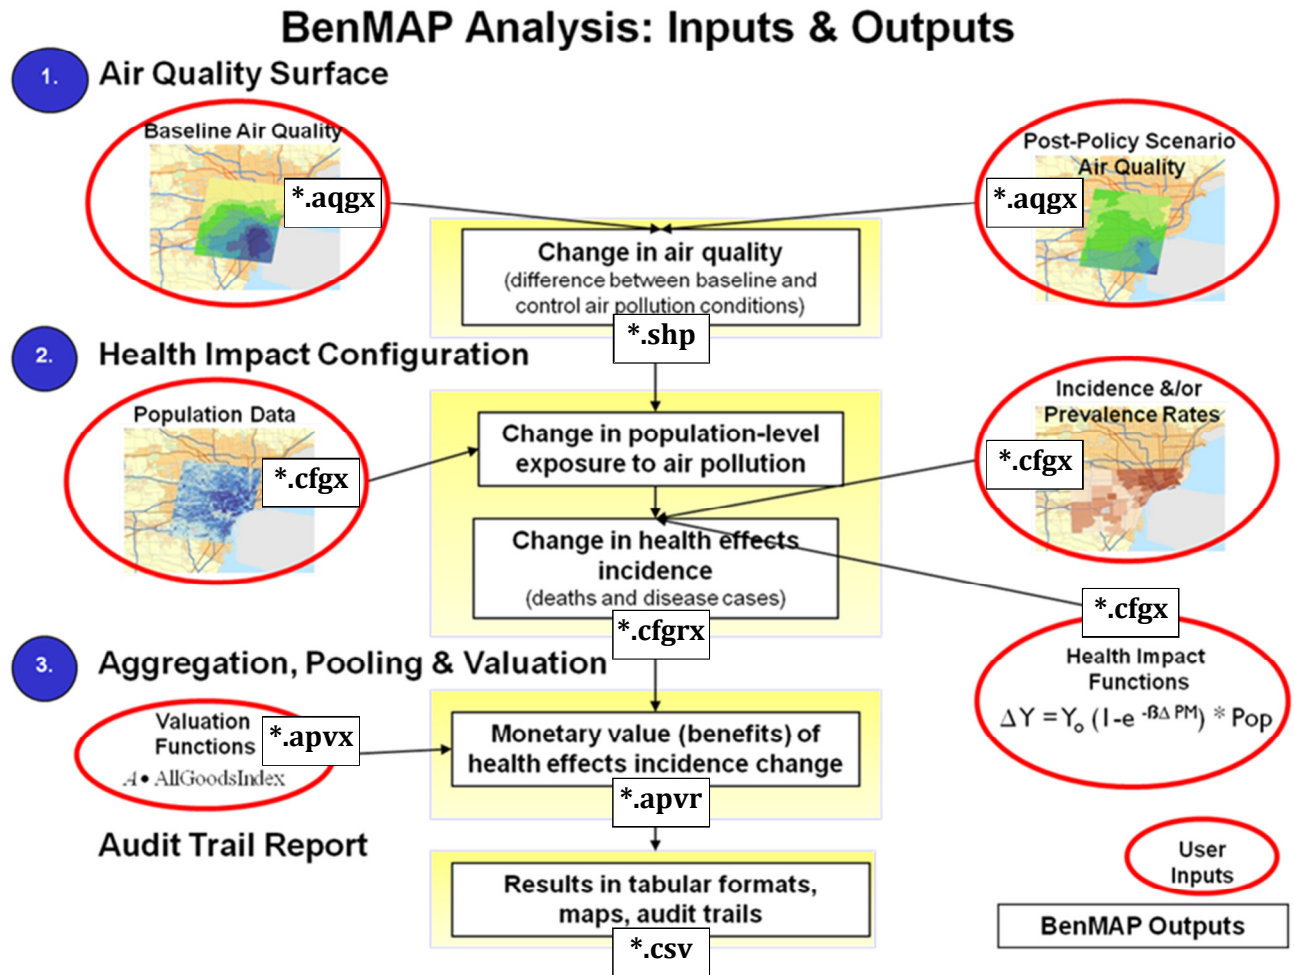 BenMAP Analysis: Inputs & Outputs
1. Air Quality Surface
Baseline Air Quality
*.aqgx
Post-Policy Scenario
Air Quality
*.aqgx
Change in air quality
(difference between baseline and
control air pollution conditions)
*.shp
2. Health Impact Configuration
Population Data
*.cfgx
Change in population-level
exposure to air pollution
Incidence &/or
Prevalence Rates
*.cfgx
Change in health effects
incidence
(deaths and disease cases)
*.cfgrx
*.cfgx
Health Impact
Functions
ΔY = Y₀ (1-e^-ßΔ PM) * Pop
3. Aggregation, Pooling & Valuation
Valuation
Functions
*.apvx
A • AllGoodsIndex
Monetary value (benefits) of
health effects incidence change
*.apvr
Audit Trail Report
Results in tabular formats,
maps, audit trails
*.csv
User
Inputs
BenMAP Outputs